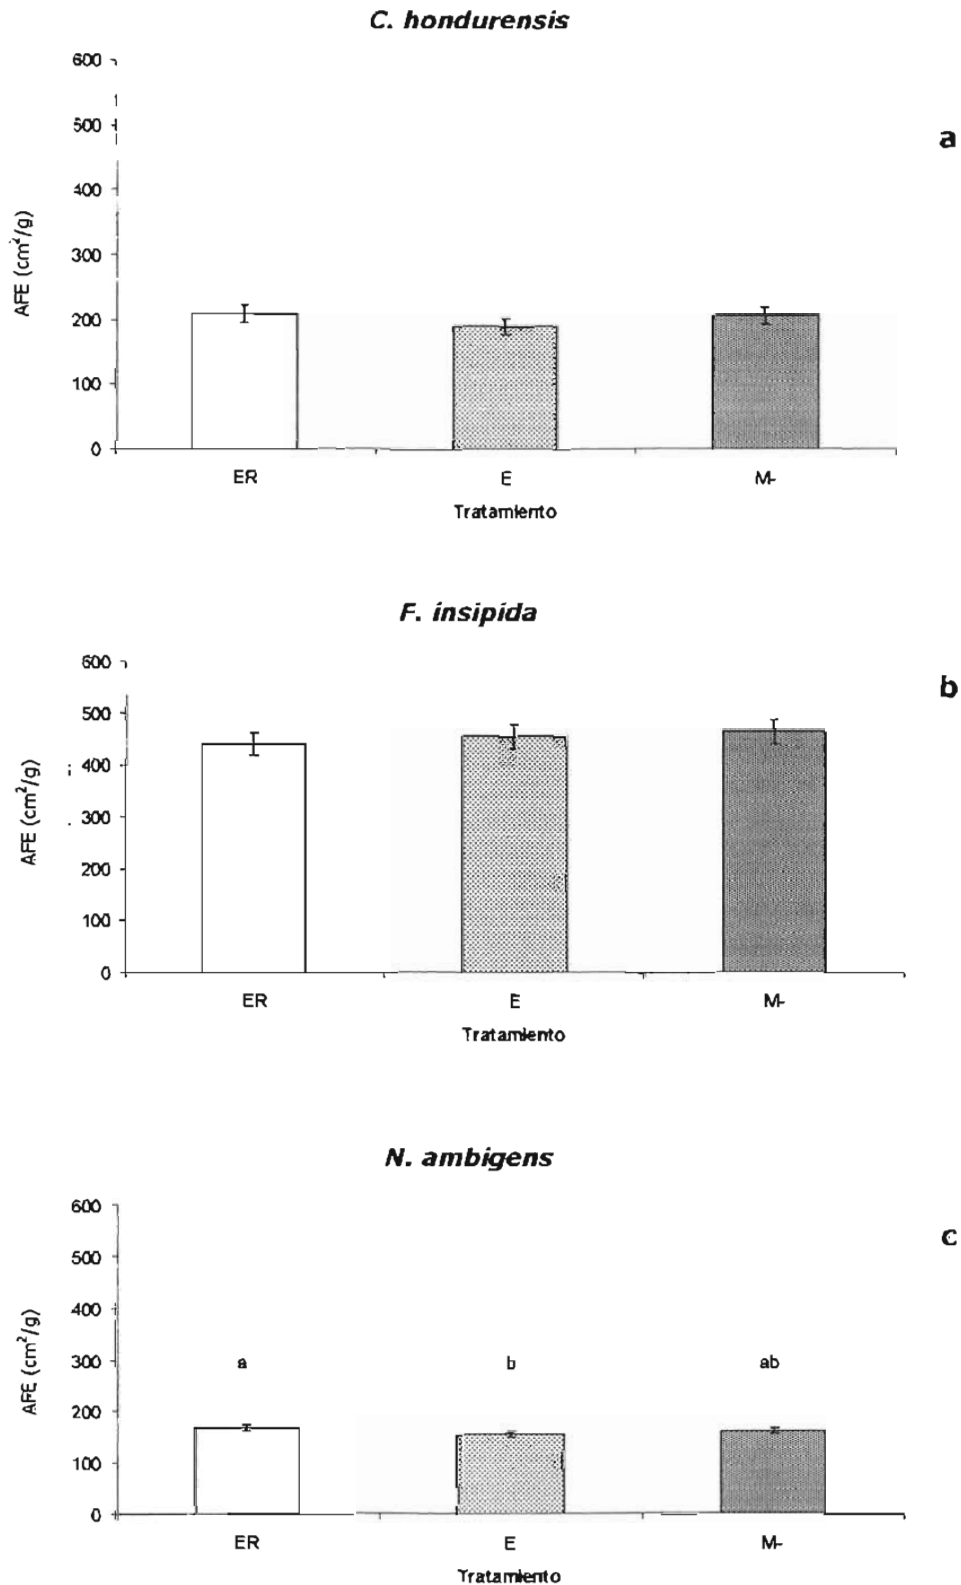 C. hondurensis
a
600
500
400
300
200
100
0
AFE (cm²/g)
ER E M-
Tratamiento
F. insipida
b
600
500
400
300
200
100
0
AFE (cm²/g)
ER E M-
Tratamiento
N. ambigens
c
600
500
400
300
200
100
0
AFE (cm²/g)
a b ab
ER E M-
Tratamiento